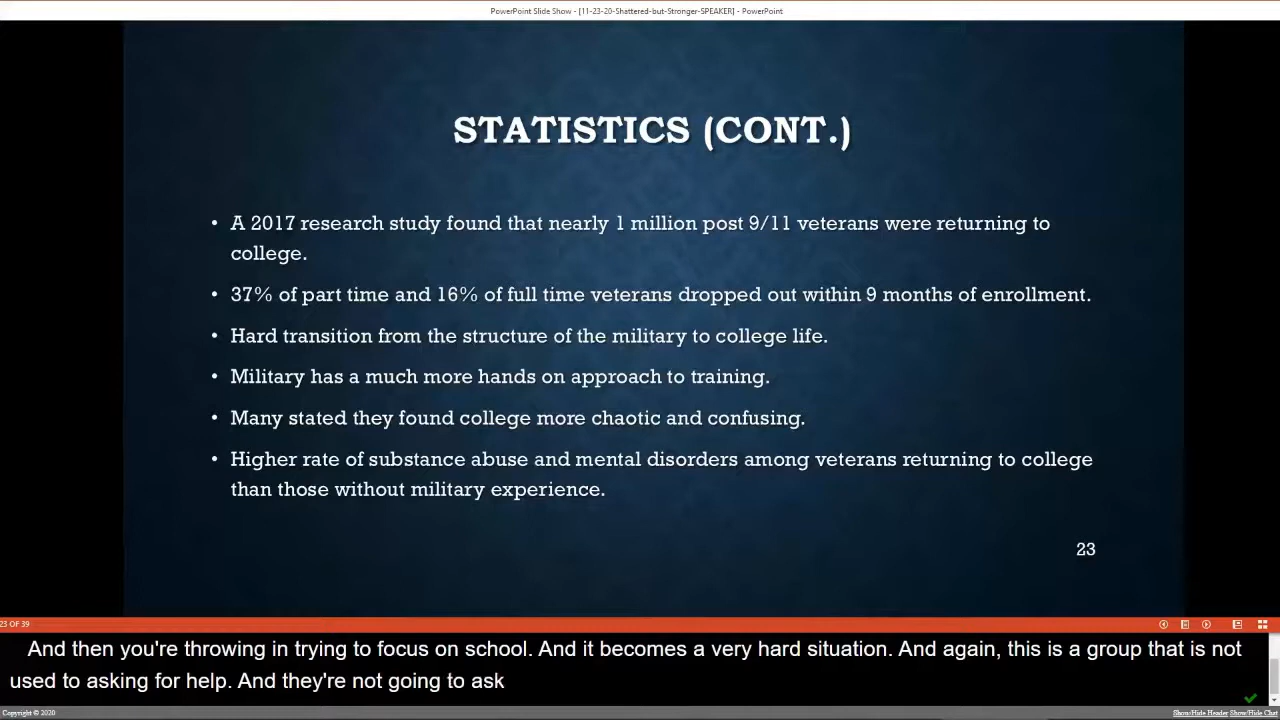 PowerPoint Slide Show - [11-23-20-Shattered-but-Stronger-SPEAKER] - PowerPoint
STATISTICS (CONT.)
• A 2017 research study found that nearly 1 million post 9/11 veterans were returning to
college.
• 37% of part time and 16% of full time veterans dropped out within 9 months of enrollment.
• Hard transition from the structure of the military to college life.
• Military has a much more hands on approach to training.
• Many stated they found college more chaotic and confusing.
• Higher rate of substance abuse and mental disorders among veterans returning to college
than those without military experience.
23
23 OF 39
And then you're throwing in trying to focus on school. And it becomes a very hard situation. And again, this is a group that is not
used to asking for help. And they're not going to ask
Copyright © 2020
Show/Hide Header Show/Hide Chat